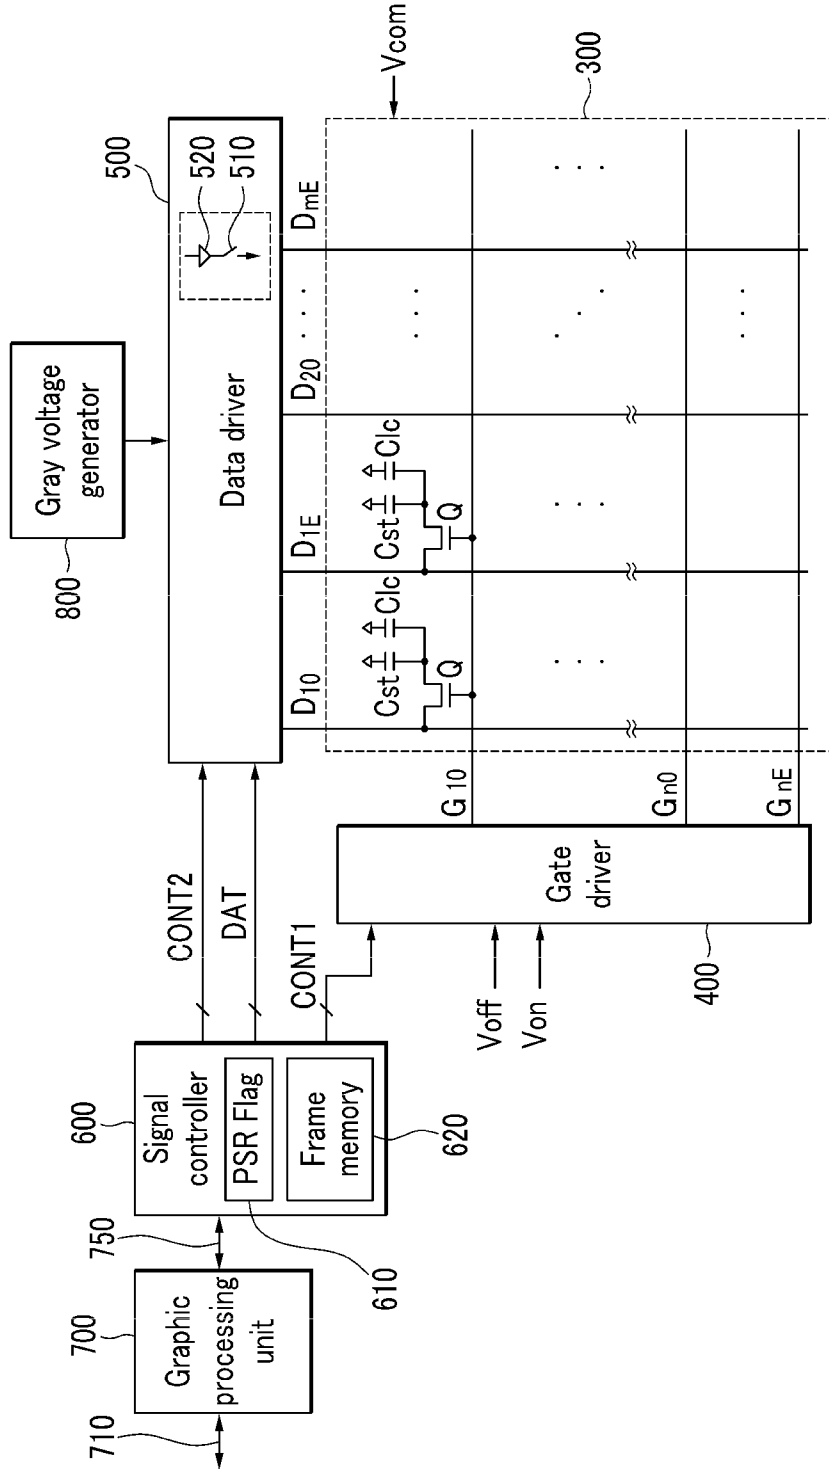 800
Gray voltage
generator
500
520
510
Data driver
700
710
Graphic
processing
unit
750
600
Signal
controller
PSR Flag
610
Frame
memory
620
CONT2
DAT
CONT1
Voff
Von
Gate
driver
400
D10
D1E
D20
. . .
DmE
Vcom
300
Cst
Clc
Q
Cst
Clc
Q
G10
Gn0
GnE